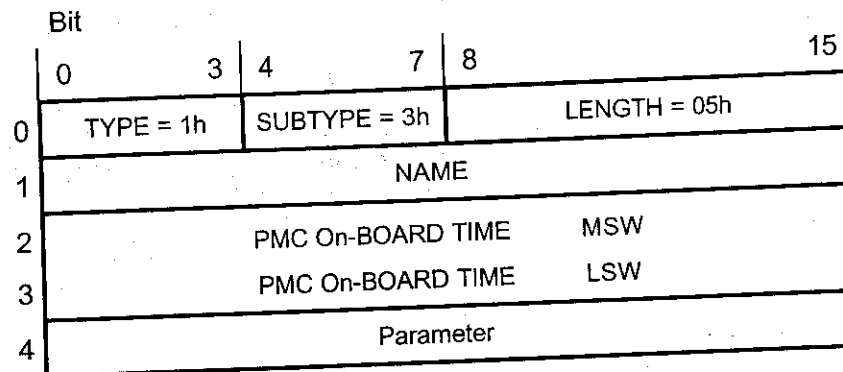 Bit
0 3 4 7 8 15
0 TYPE = 1h SUBTYPE = 3h LENGTH = 05h
1 NAME
2 PMC On-BOARD TIME MSW
3 PMC On-BOARD TIME LSW
4 Parameter